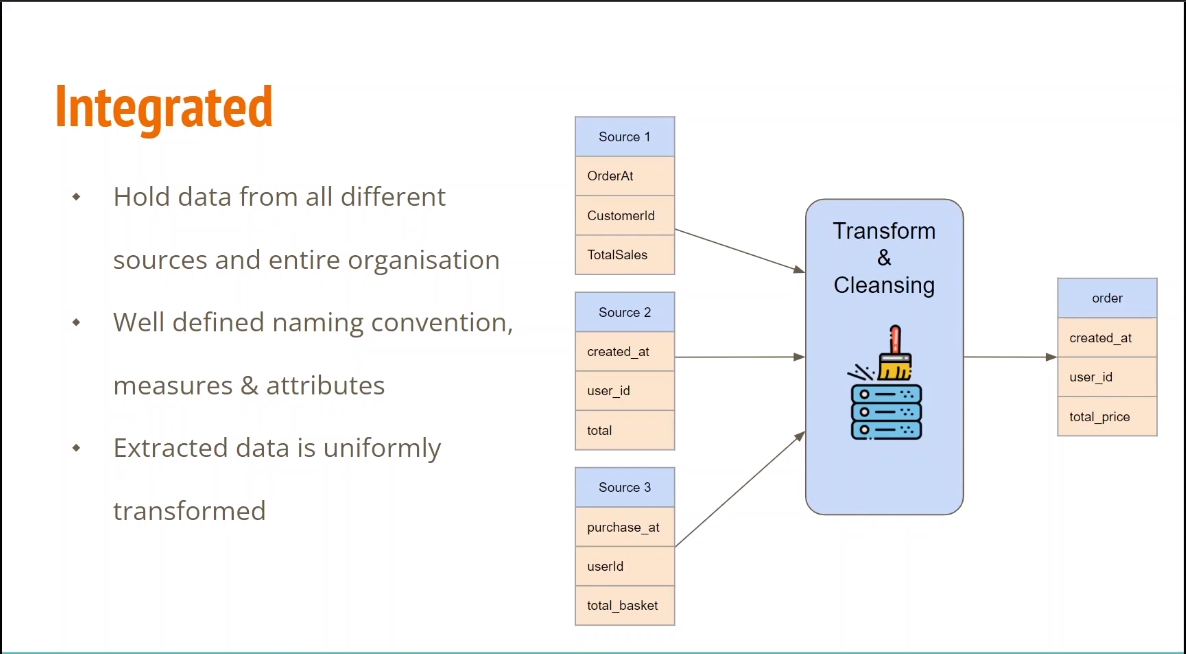 Integrated
Hold data from all different
sources and entire organisation
Well defined naming convention,
measures & attributes
Extracted data is uniformly
transformed
Source 1
OrderAt
CustomerId
TotalSales
Source 2
created_at
user_id
total
Source 3
purchase_at
userId
total_basket
Transform
&
Cleansing
order
created_at
user_id
total_price